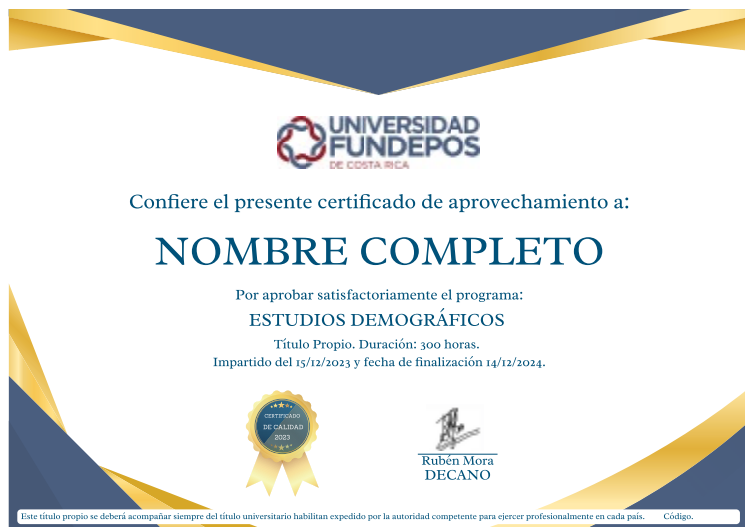 UNIVERSIDAD
FUNDEPOS
DE COSTA RICA
Confiere el presente certificado de aprovechamiento a:
NOMBRE COMPLETO
Por aprobar satisfactoriamente el programa:
ESTUDIOS DEMOGRÁFICOS
Título Propio. Duración: 300 horas.
Impartido del 15/12/2023 y fecha de finalización 14/12/2024.
CERTIFICADO
DE CALIDAD
2023
Rubén Mora
DECANO
Este título propio se deberá acompañar siempre del título universitario habilitan expedido por la autoridad competente para ejercer profesionalmente en cada país. Código.